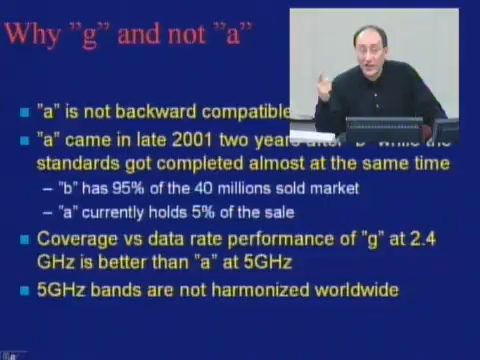 Why ”g” and not ”a”
”a” is not backward compatible
”a” came in late 2001 two years after ”b” while the
standards got completed almost at the same time
– ”b” has 95% of the 40 millions sold market
– ”a” currently holds 5% of the sale
Coverage vs data rate performance of ”g” at 2.4
GHz is better than ”a” at 5GHz
5GHz bands are not harmonized worldwide